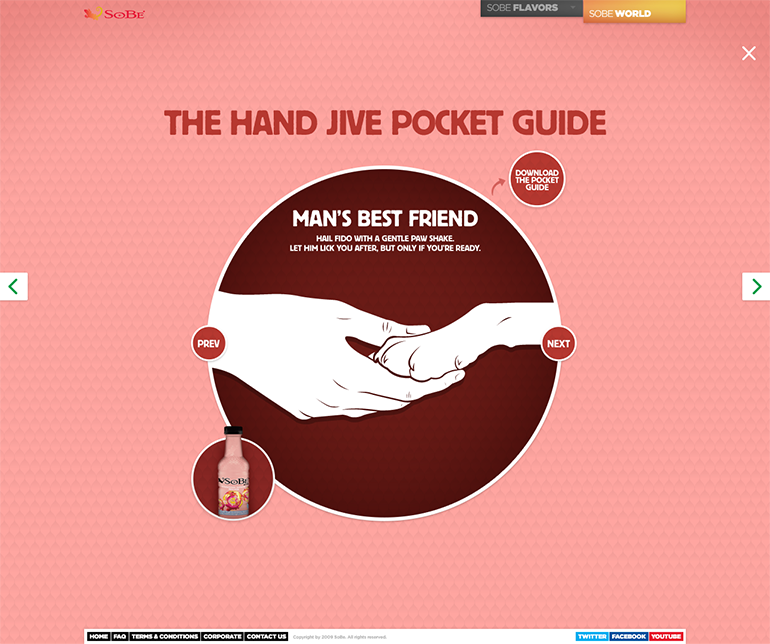 SOBE
SOBE FLAVORS
SOBE WORLD
THE HAND JIVE POCKET GUIDE
DOWNLOAD
THE POCKET
GUIDE
MAN'S BEST FRIEND
HAIL FIDO WITH A GENTLE PAW SHAKE.
LET HIM LICK YOU AFTER, BUT ONLY IF YOU'RE READY.
PREV
NEXT
SOBE
HOME FAQ TERMS & CONDITIONS CORPORATE CONTACT US Copyright by 2009 SoBe. All rights reserved. TWITTER FACEBOOK YOUTUBE